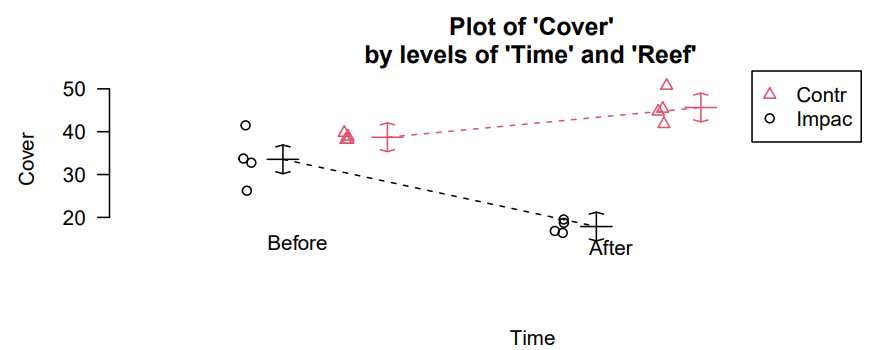 Plot of 'Cover'
by levels of 'Time' and 'Reef'
Cover
50
40
30
20
Contr
Impac
Before
After
Time